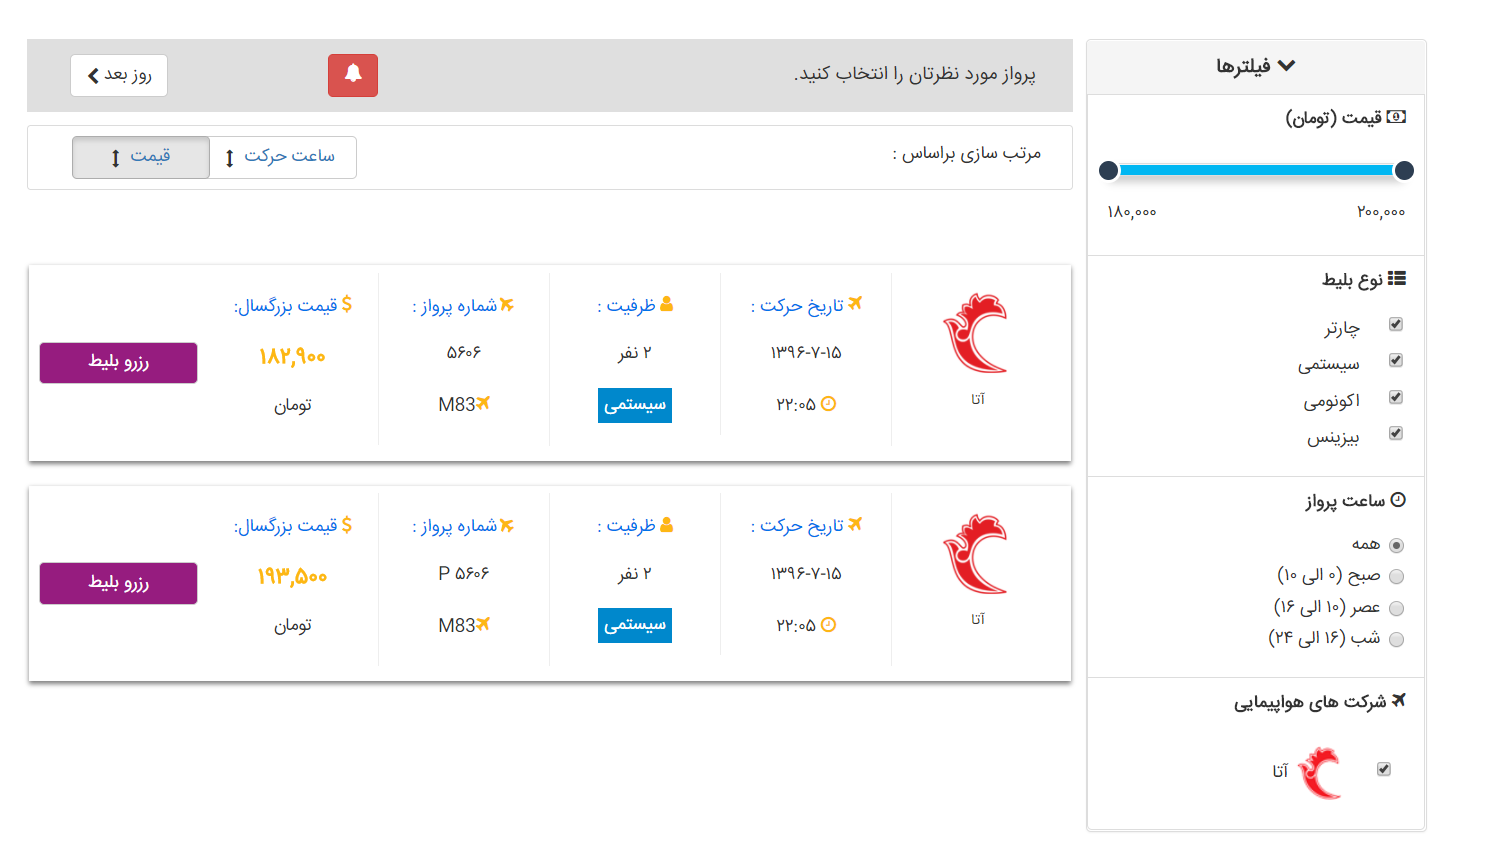 فیلترها
قیمت (تومان)
۲۰۰,۰۰۰ ۱۸۰,۰۰۰
نوع بلیط
چارتر
سیستمی
اکونومی
بیزینس
ساعت پرواز
همه
صبح (۰ الی ۱۰)
عصر (۱۰ الی ۱۶)
شب (۱۶ الی ۲۴)
شرکت های هواپیمایی
آتا
پرواز مورد نظرتان را انتخاب کنید.
روز بعد
مرتب سازی براساس :
ساعت حرکت
قیمت
آتا
تاریخ حرکت :
۱۳۹۶-۷-۱۵
۲۲:۰۵
ظرفیت :
۲ نفر
سیستمی
شماره پرواز :
۵۶۰۶
M83
قیمت بزرگسال:
۱۸۲,۹۰۰
تومان
رزرو بلیط
آتا
تاریخ حرکت :
۱۳۹۶-۷-۱۵
۲۲:۰۵
ظرفیت :
۲ نفر
سیستمی
شماره پرواز :
P ۵۶۰۶
M83
قیمت بزرگسال:
۱۹۳,۵۰۰
تومان
رزرو بلیط